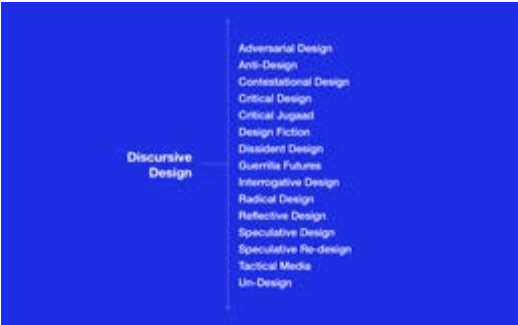 Discursive
Design
Adversarial Design
Anti-Design
Contestational Design
Critical Design
Critical Jugaad
Design Fiction
Dissident Design
Guerrilla Futures
Interrogative Design
Radical Design
Reflective Design
Speculative Design
Speculative Re-design
Tactical Media
Un-Design